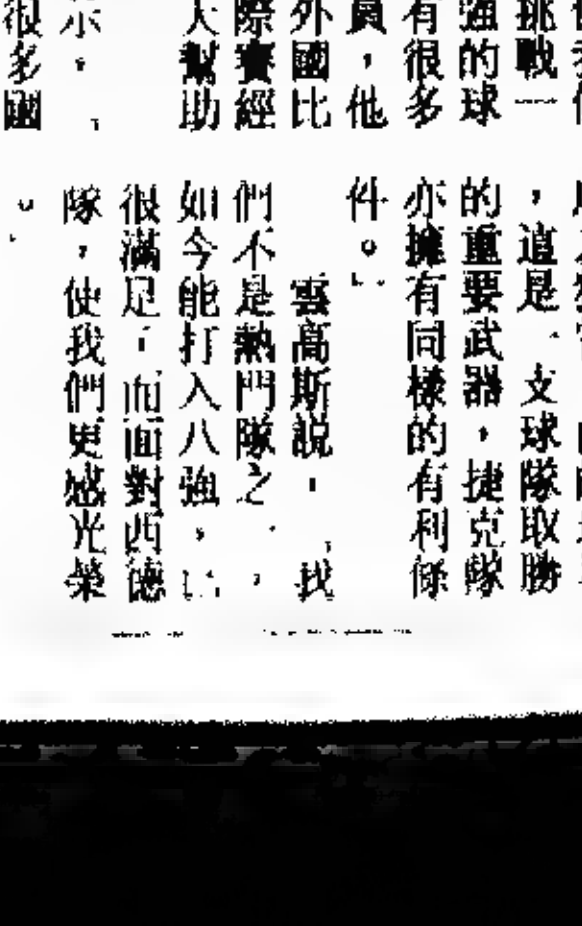 挑戰一
強的球
有很多
員，他
外國比
際賽經
大幫助
」
示，
很多國
，這是一支球隊取勝
的重要武器，捷克隊
亦擁有同樣的有利條
件。」
雲高斯說：「我
們不是熱門隊之一，
如今能打入八強，已
很滿足，而面對西德
隊，使我們更感光榮
。」